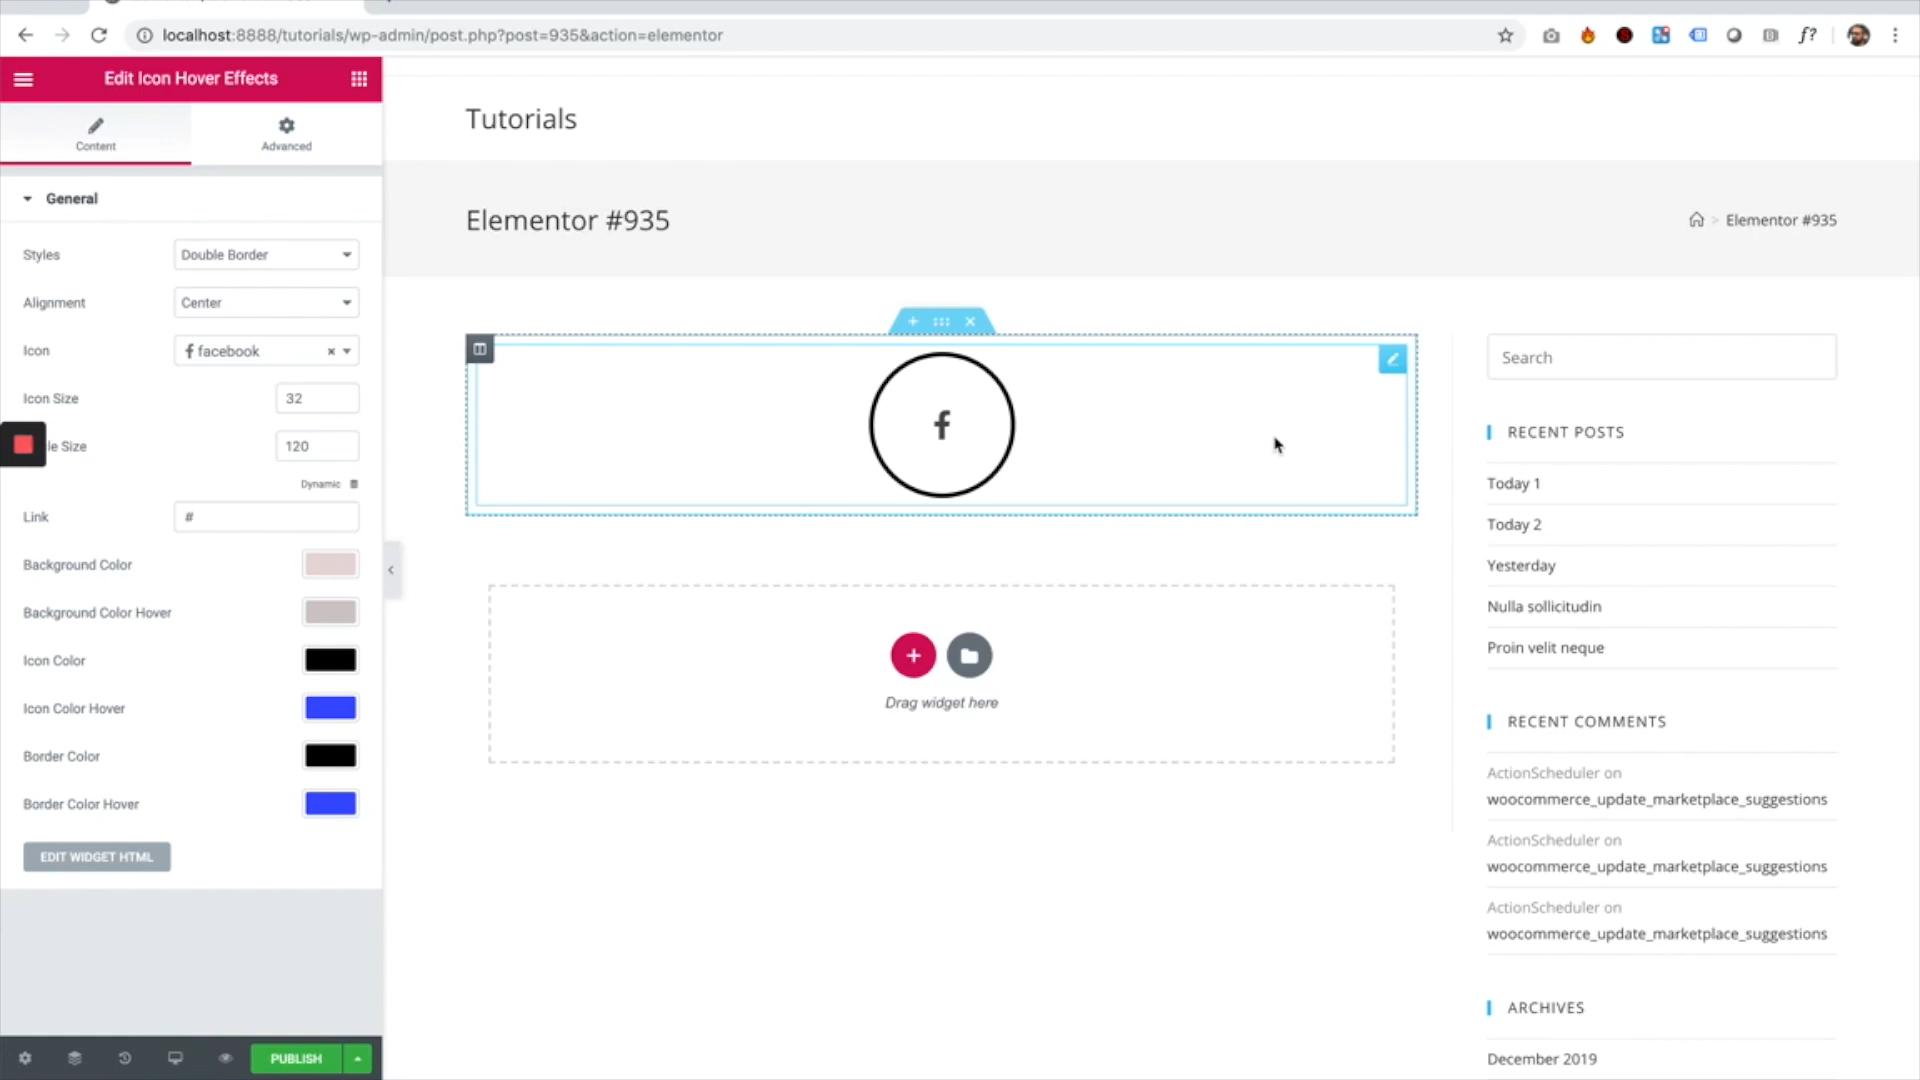 localhost:8888/tutorials/wp-admin/post.php?post=935&action=elementor
f?
Edit Icon Hover Effects
Content
Advanced
General
Styles
Double Border
Alignment
Center
Icon
facebook
Icon Size
32
le Size
120
Dynamic
Link
#
Background Color
Background Color Hover
Icon Color
Icon Color Hover
Border Color
Border Color Hover
EDIT WIDGET HTML
PUBLISH
Tutorials
Elementor #935
> Elementor #935
Drag widget here
Search
RECENT POSTS
Today 1
Today 2
Yesterday
Nulla sollicitudin
Proin velit neque
RECENT COMMENTS
ActionScheduler on
woocommerce_update_marketplace_suggestions
ActionScheduler on
woocommerce_update_marketplace_suggestions
ActionScheduler on
woocommerce_update_marketplace_suggestions
ARCHIVES
December 2019